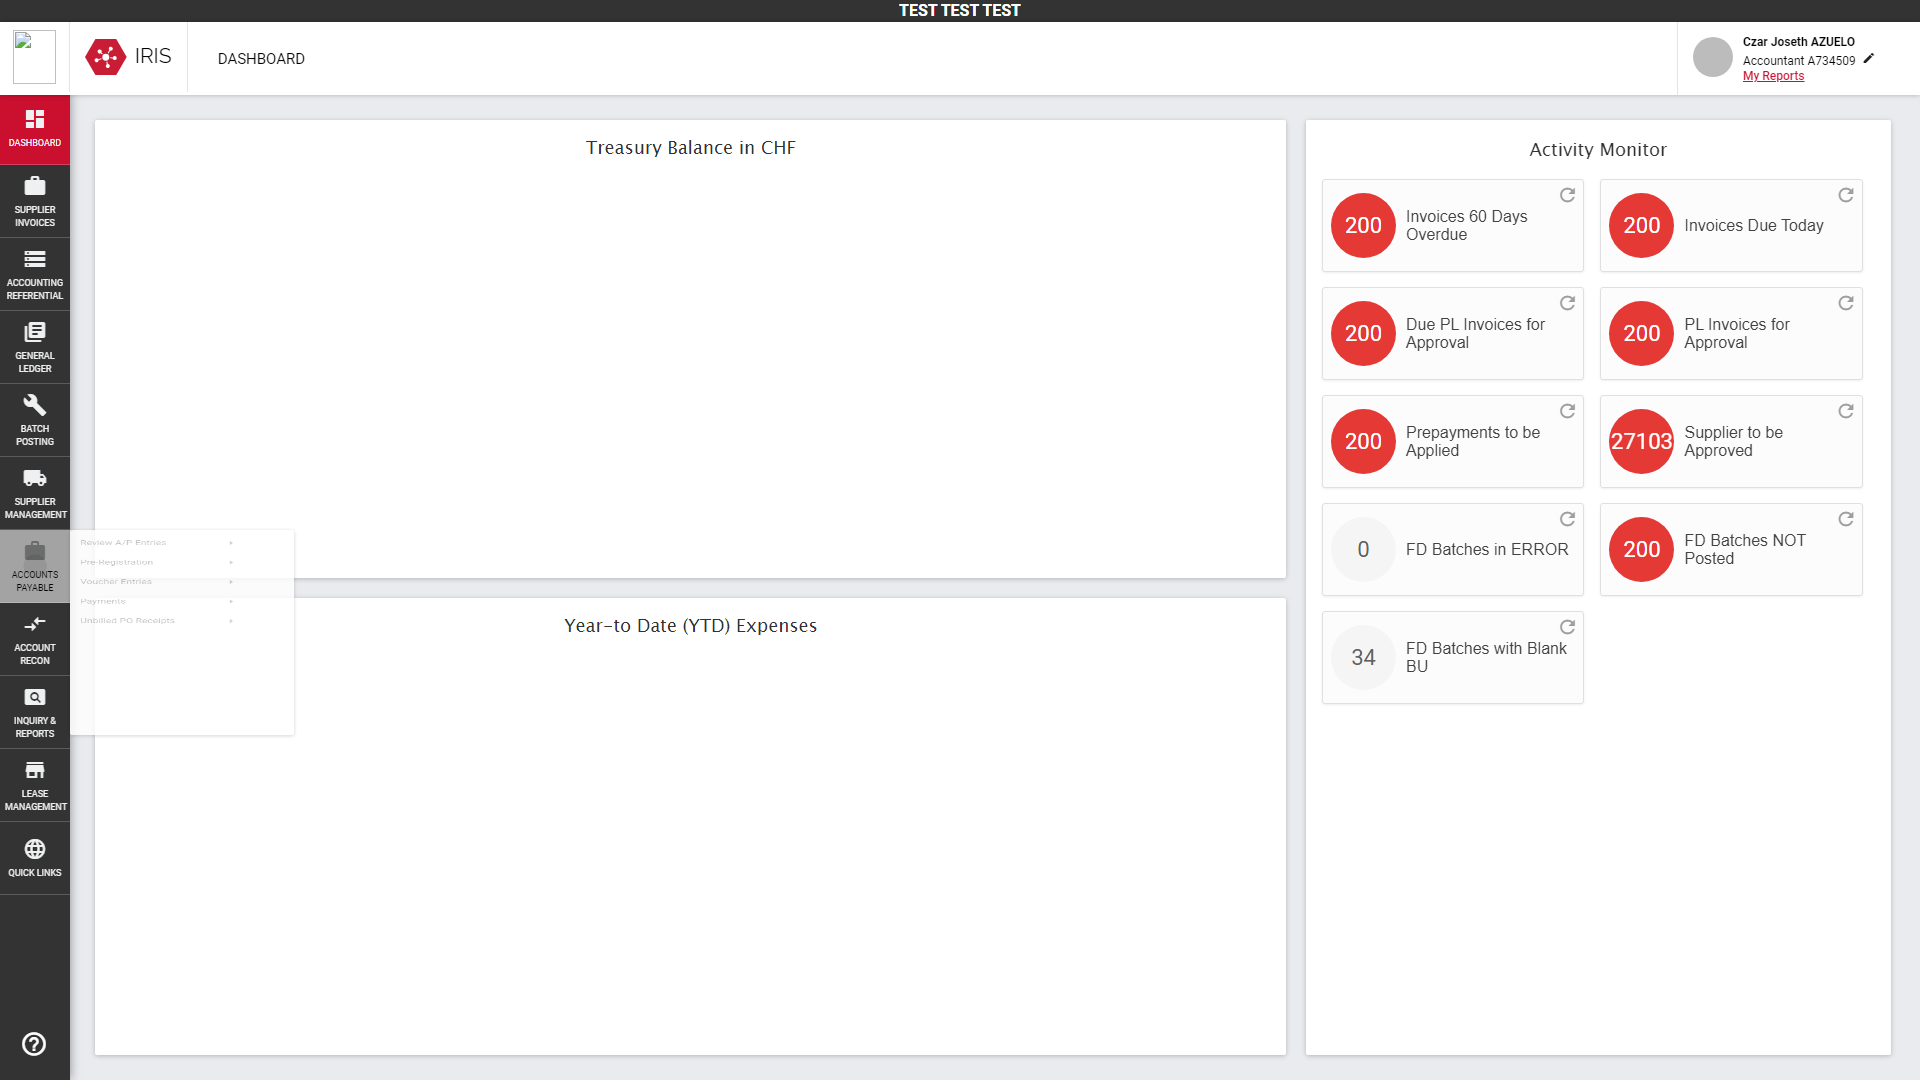 TEST TEST TEST
IRIS
DASHBOARD
Czar Joseth AZUELO
Accountant A734509
My Reports
DASHBOARD
SUPPLIER
INVOICES
ACCOUNTING
REFERENTIAL
GENERAL
LEDGER
BATCH
POSTING
SUPPLIER
MANAGEMENT
ACCOUNTS
PAYABLE
ACCOUNT
RECON
INQUIRY &
REPORTS
LEASE
MANAGEMENT
QUICK LINKS
Review A/P Entries
Pre-Registration
Voucher Entries
Payments
Unbilled PO Receipts
Treasury Balance in CHF
Year-to Date (YTD) Expenses
Activity Monitor
200
Invoices 60 Days
Overdue
200
Invoices Due Today
200
Due PL Invoices for
Approval
200
PL Invoices for
Approval
200
Prepayments to be
Applied
27103
Supplier to be
Approved
0
FD Batches in ERROR
200
FD Batches NOT
Posted
34
FD Batches with Blank
BU